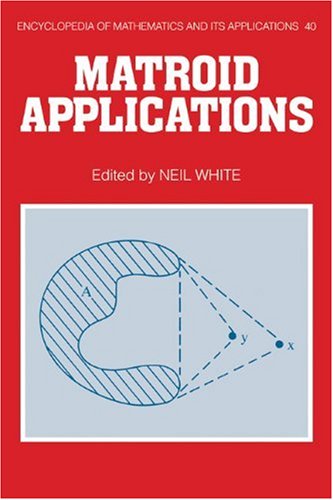 ENCYCLOPEDIA OF MATHEMATICS AND ITS APPLICATIONS 40
MATROID
APPLICATIONS
Edited by NEIL WHITE
A
y
x